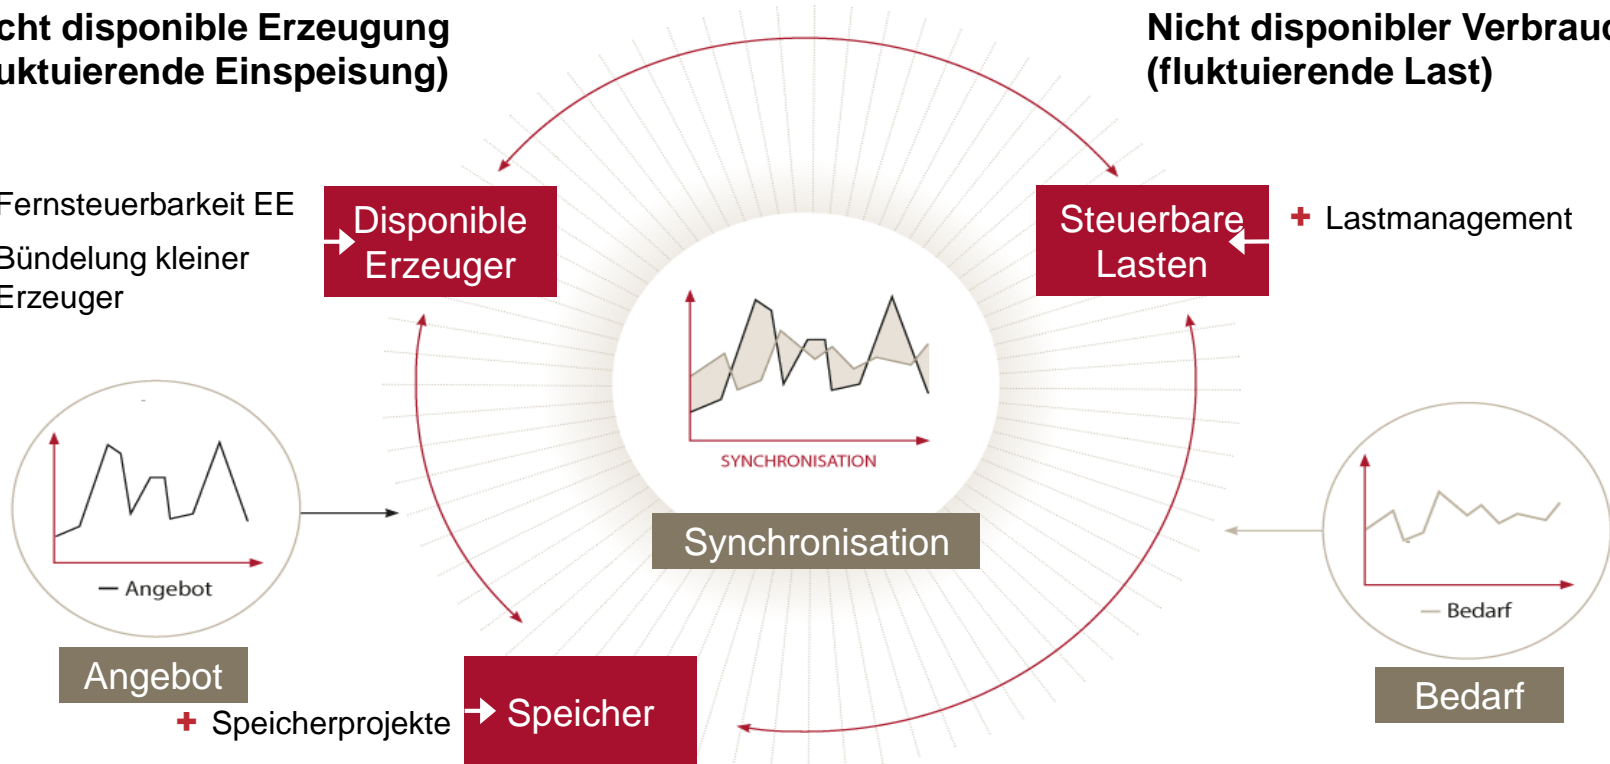 cht disponible Erzeugung
uktuierende Einspeisung)
Nicht disponibler Verbrauc
(fluktuierende Last)
Fernsteuerbarkeit EE
Bündelung kleiner
Erzeuger
Disponible
Erzeuger
Steuerbare
Lasten
+ Lastmanagement
SYNCHRONISATION
Synchronisation
Angebot
Angebot
Bedarf
Bedarf
+ Speicherprojekte
Speicher